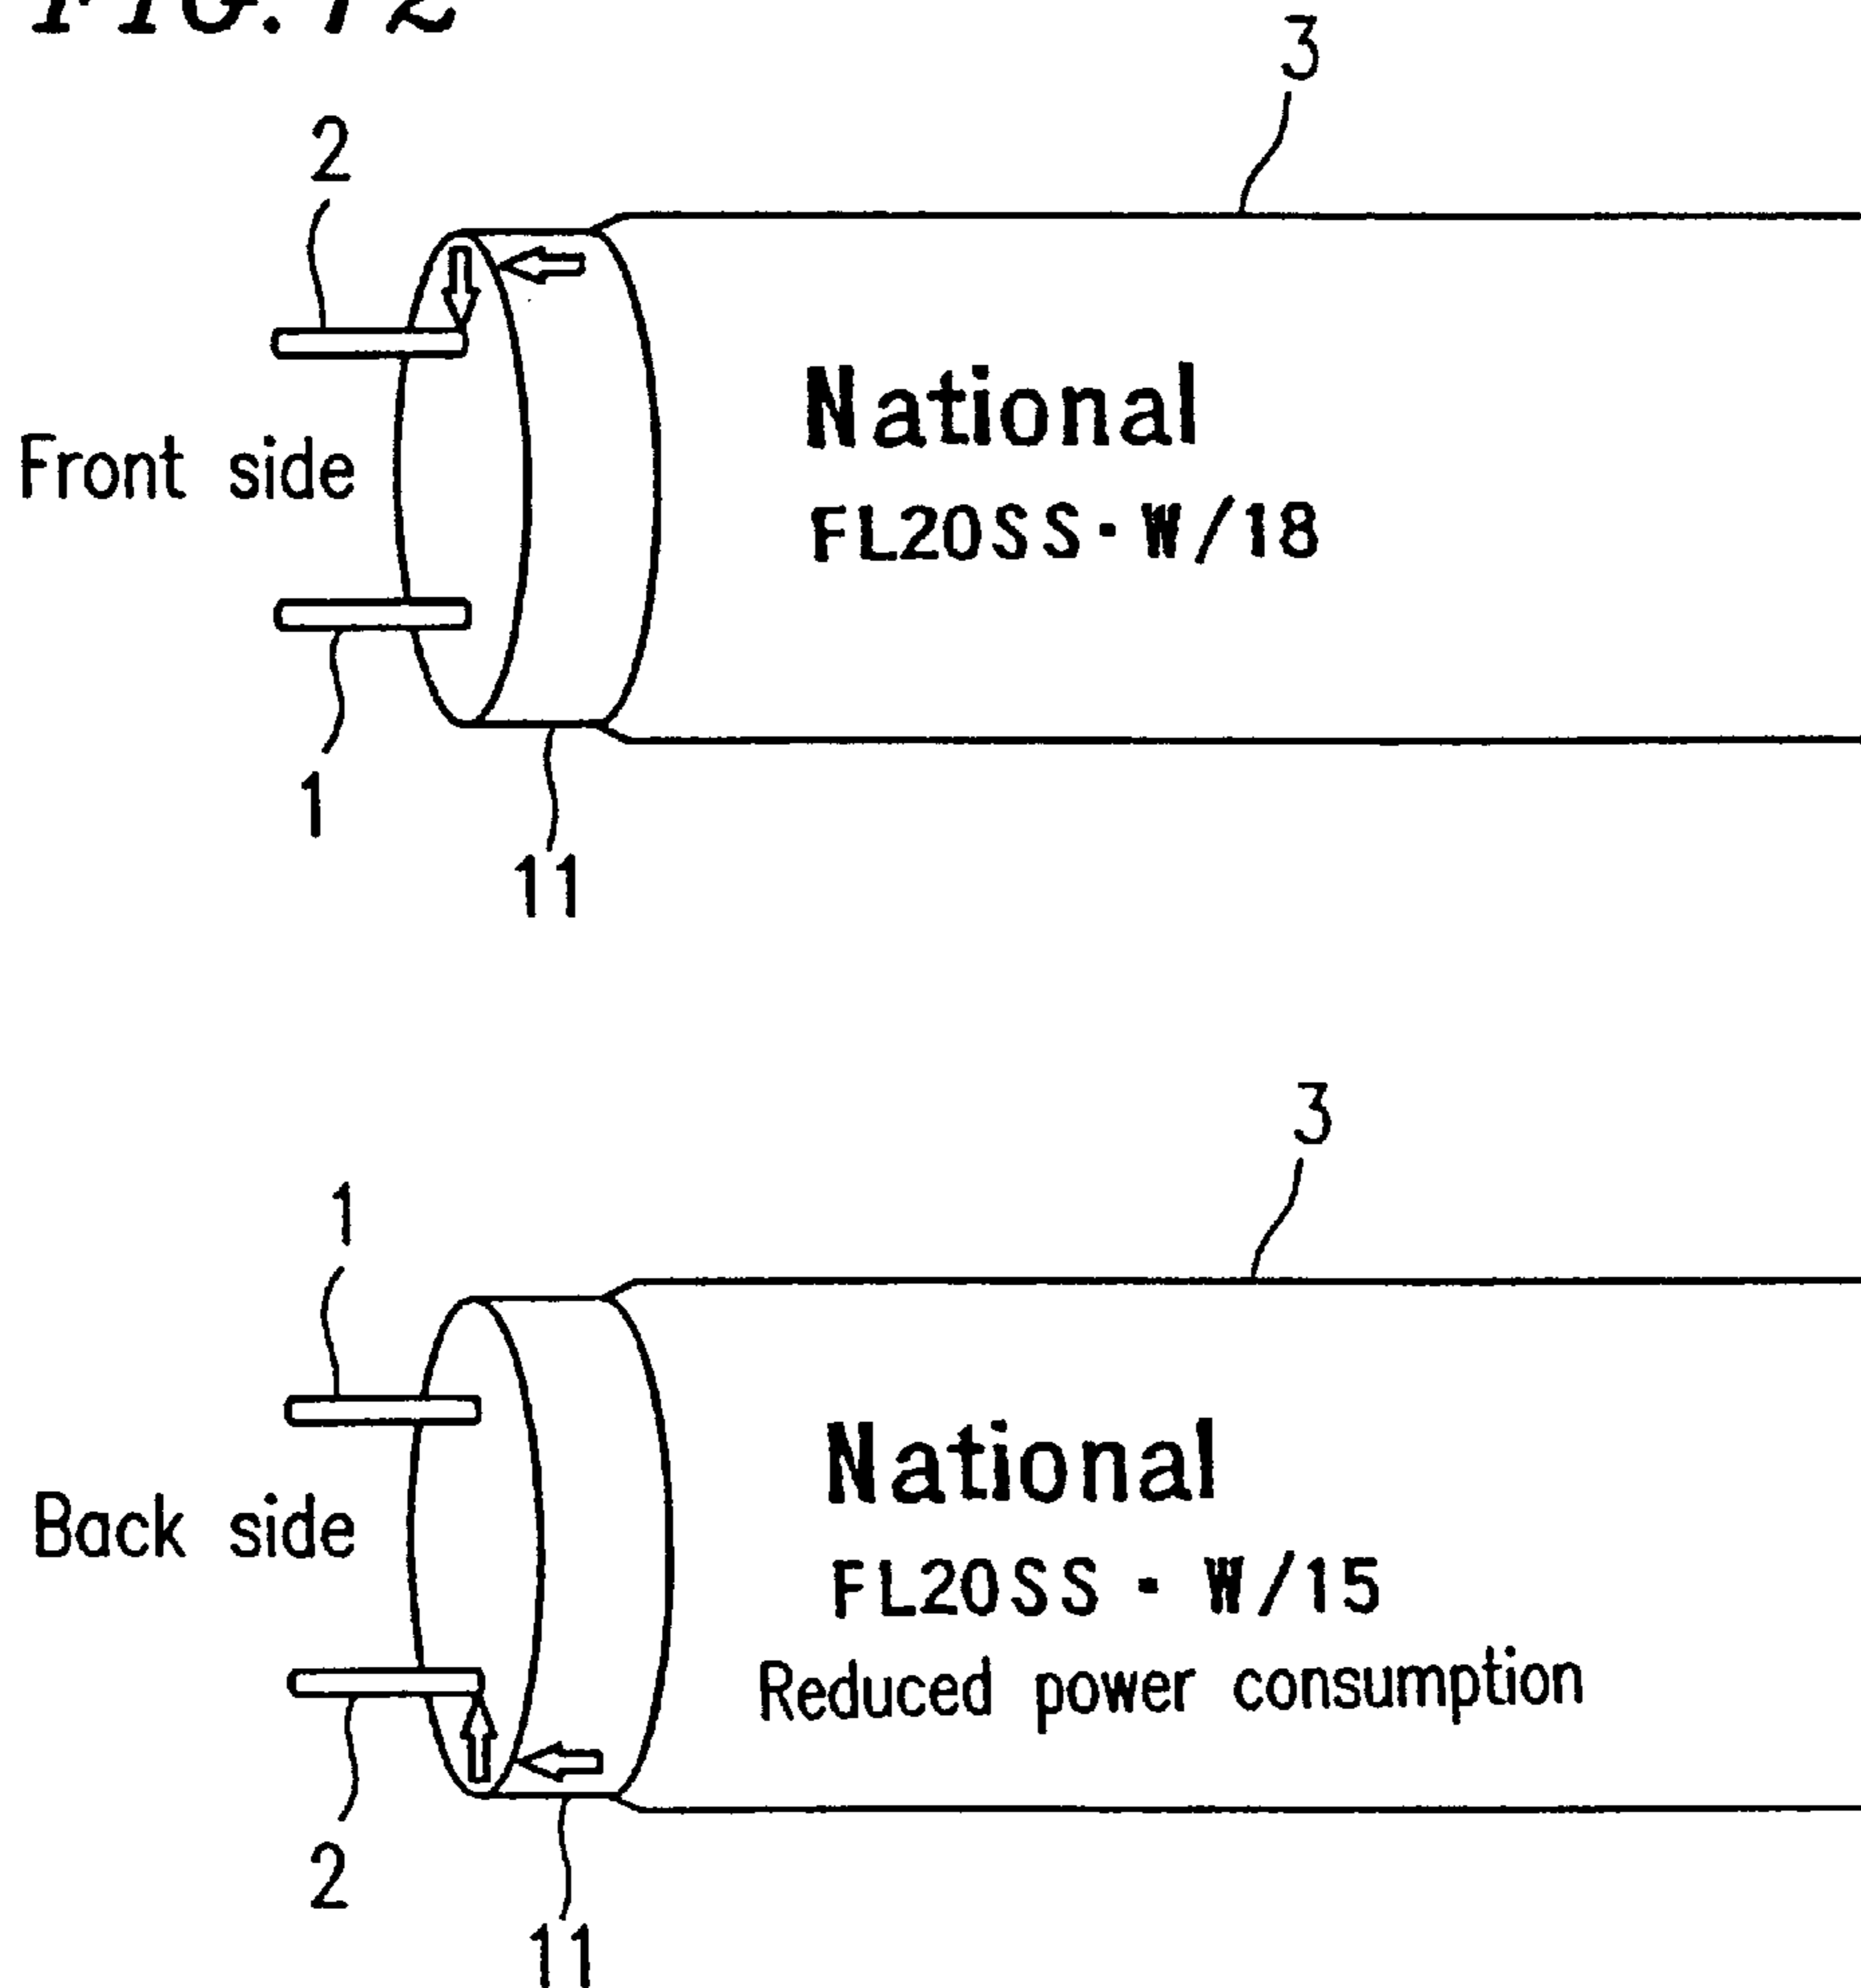 FIG. 12
3
2
National
Front side
FL20SS·W/18
1
11
3
1
National
Back side
FL20SS · W/15
Reduced power consumption
2
11